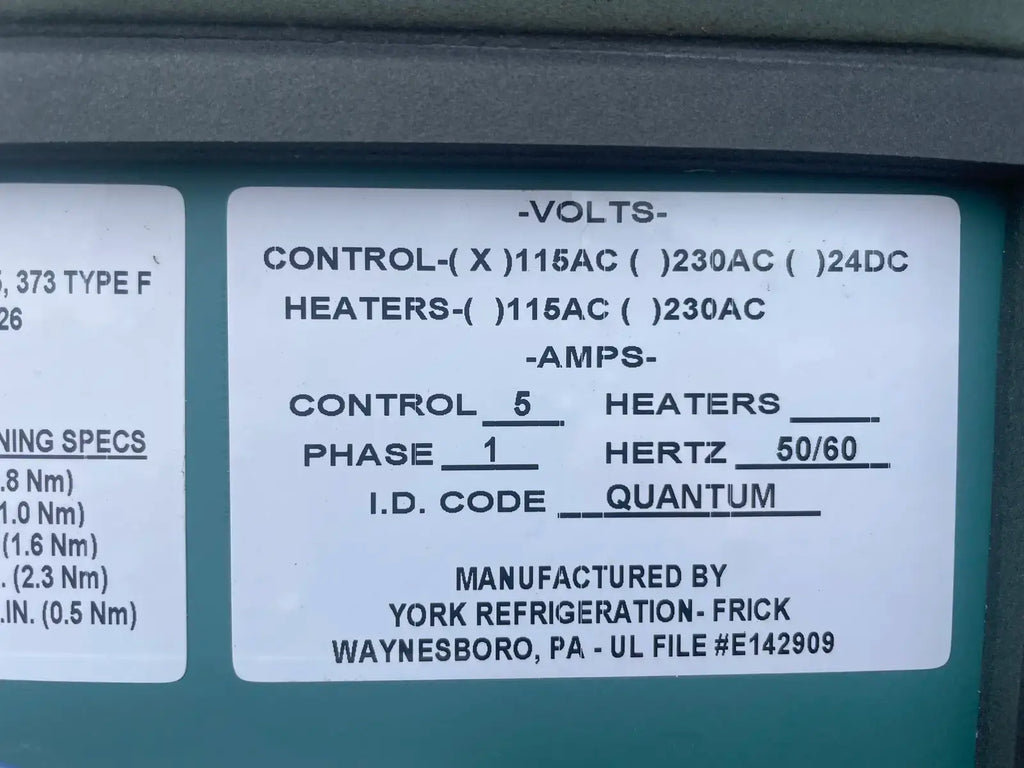 , 373 TYPE F
26
NING SPECS
.8 Nm)
1.0 Nm)
(1.6 Nm)
. (2.3 Nm)
.IN. (0.5 Nm)
-VOLTS-
CONTROL-( X )115AC ( )230AC ( )24DC
HEATERS-( )115AC ( )230AC
-AMPS-
CONTROL 5 HEATERS ____
PHASE 1 HERTZ 50/60
I.D. CODE QUANTUM
MANUFACTURED BY
YORK REFRIGERATION- FRICK
WAYNESBORO, PA - UL FILE #E142909